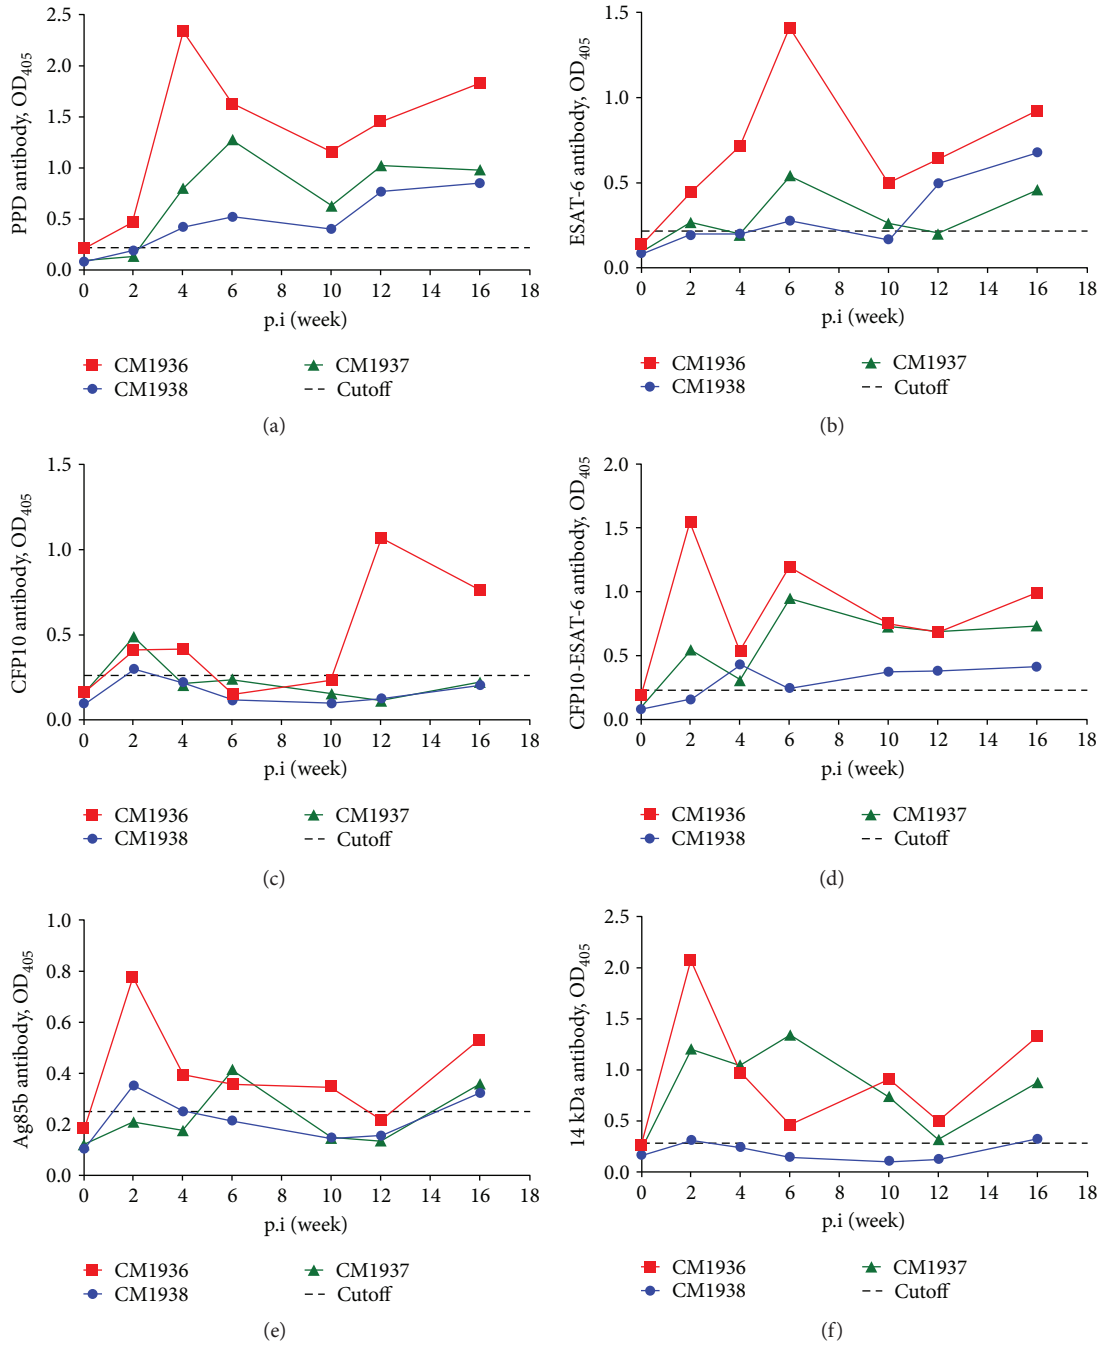 PPD antibody, OD405
2.5
2.0
1.5
1.0
0.5
0.0
0 2 4 6 8 10 12 14 16 18
p.i (week)
CM1936 CM1937
CM1938 Cutoff
(a)
ESAT-6 antibody, OD405
1.5
1.0
0.5
0.0
0 2 4 6 8 10 12 14 16 18
p.i (week)
CM1936 CM1937
CM1938 Cutoff
(b)
CFP10 antibody, OD405
1.5
1.0
0.5
0.0
0 2 4 6 8 10 12 14 16 18
p.i (week)
CM1936 CM1937
CM1938 Cutoff
(c)
CFP10-ESAT-6 antibody, OD405
2.0
1.5
1.0
0.5
0.0
0 2 4 6 8 10 12 14 16 18
p.i (week)
CM1936 CM1937
CM1938 Cutoff
(d)
Ag85b antibody, OD405
1.0
0.8
0.6
0.4
0.2
0.0
0 2 4 6 8 10 12 14 16 18
p.i (week)
CM1936 CM1937
CM1938 Cutoff
(e)
14 kDa antibody, OD405
2.5
2.0
1.5
1.0
0.5
0.0
0 2 4 6 8 10 12 14 16 18
p.i (week)
CM1936 CM1937
CM1938 Cutoff
(f)